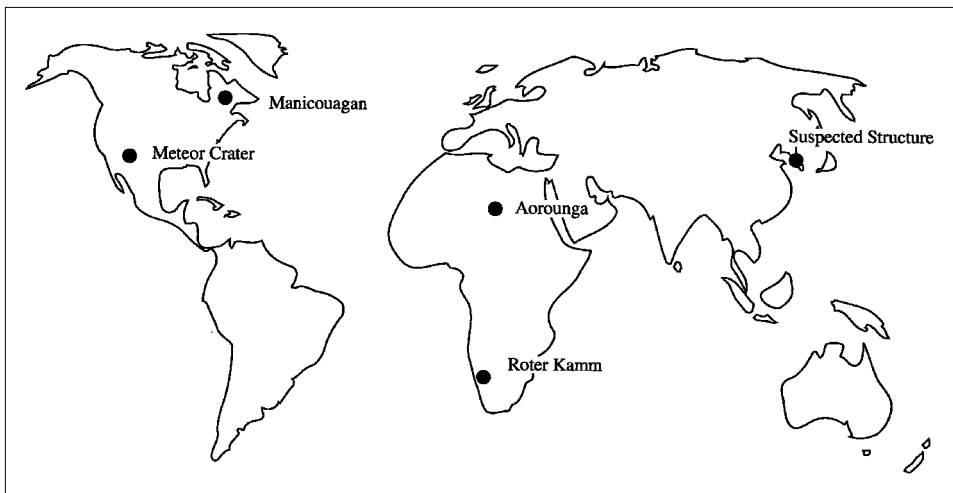 Manicouagan
Suspected Structure
Meteor Crater
Aorounga
Roter Kamm